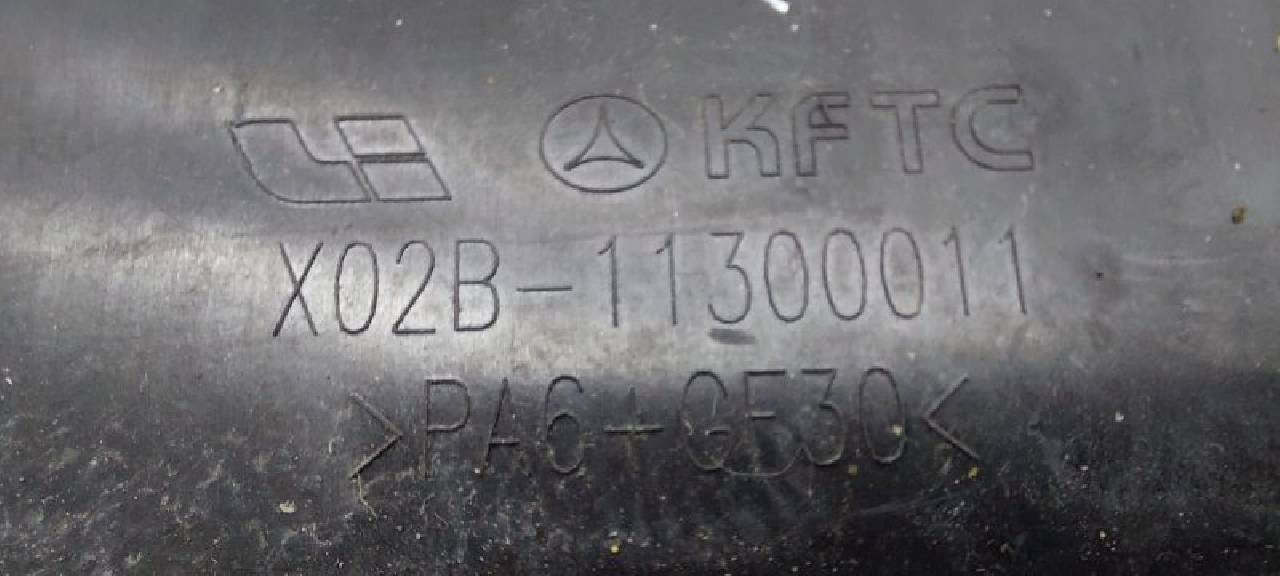 KFTC
X02B-11300011
>PA6+GF30<